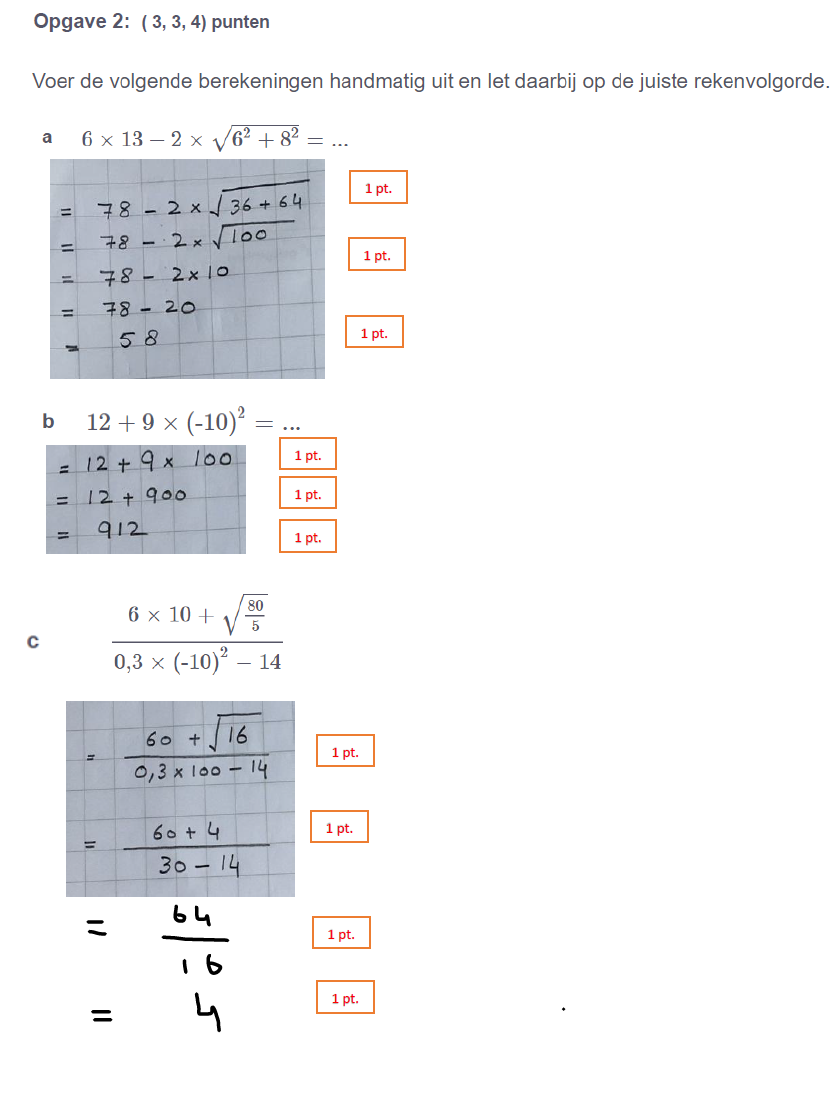 Opgave 2: ( 3, 3, 4) punten
Voer de volgende berekeningen handmatig uit en let daarbij op de juiste rekenvolgorde.
a 6 × 13 − 2 × √(6² + 8²) = ...
= 78 - 2 × √(36 + 64) 1 pt.
= 78 - 2 × √100 1 pt.
= 78 - 2 × 10
= 78 - 20
= 58 1 pt.
b 12 + 9 × (-10)² = ...
= 12 + 9 × 100 1 pt.
= 12 + 900 1 pt.
= 912 1 pt.
c
6 × 10 + √(80/5)
0,3 × (-10)² − 14
= 60 + √16 1 pt.
0,3 × 100 - 14
= 60 + 4 1 pt.
30 - 14
= 64 1 pt.
16
= 4 1 pt.